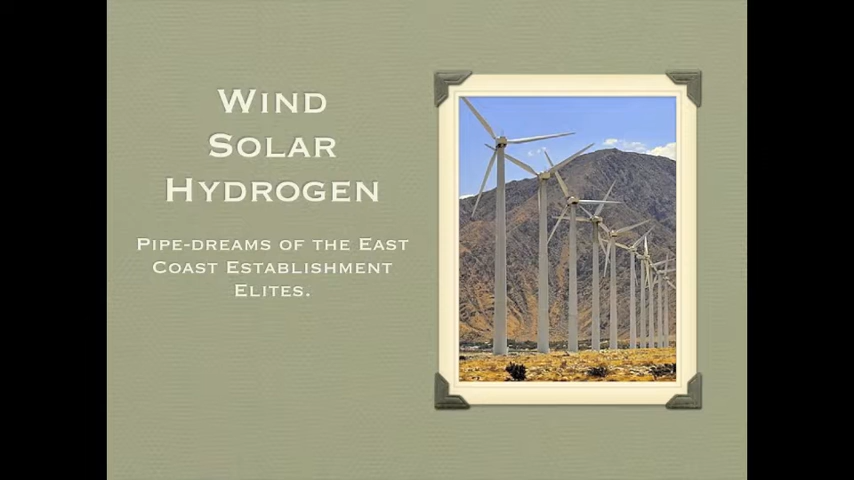 Wind
Solar
Hydrogen
Pipe-dreams of the East
Coast Establishment
Elites.